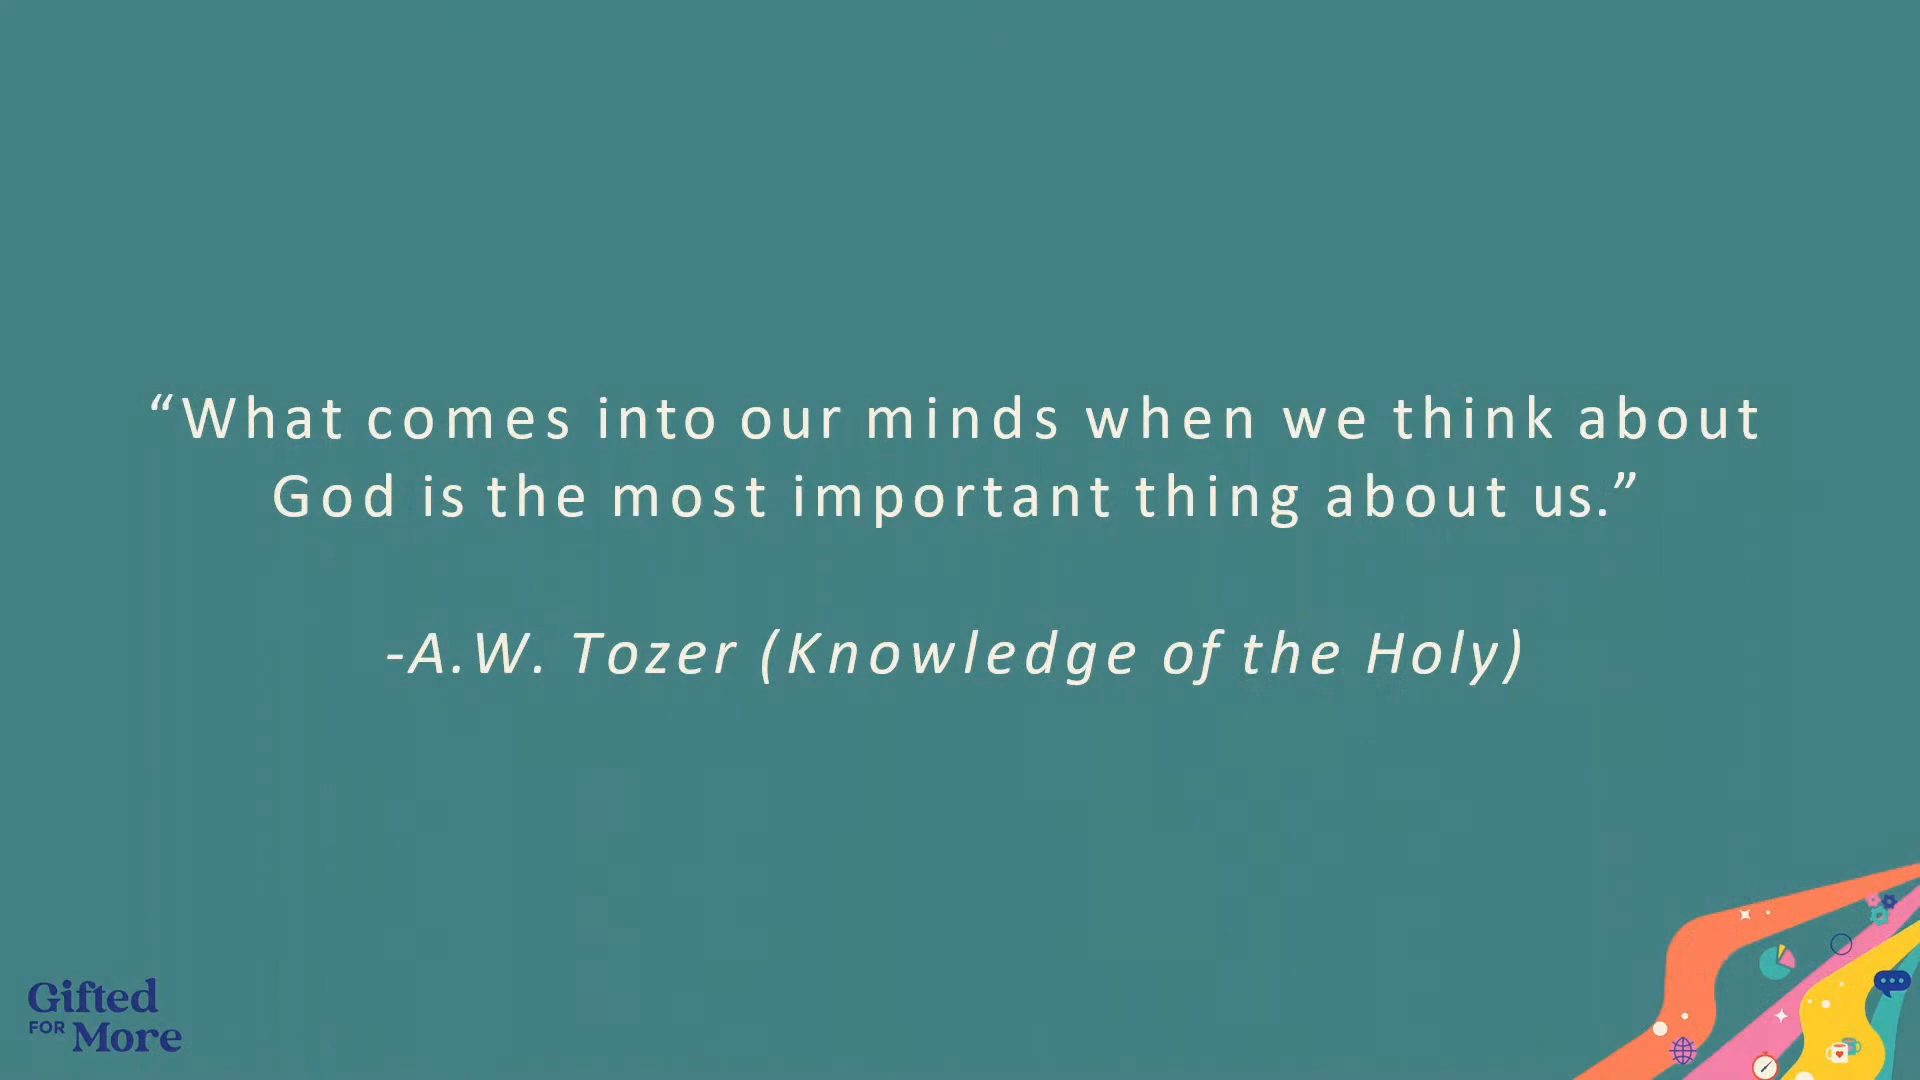 “What comes into our minds when we think about
God is the most important thing about us.”
-A.W. Tozer (Knowledge of the Holy)
Gifted
FOR More